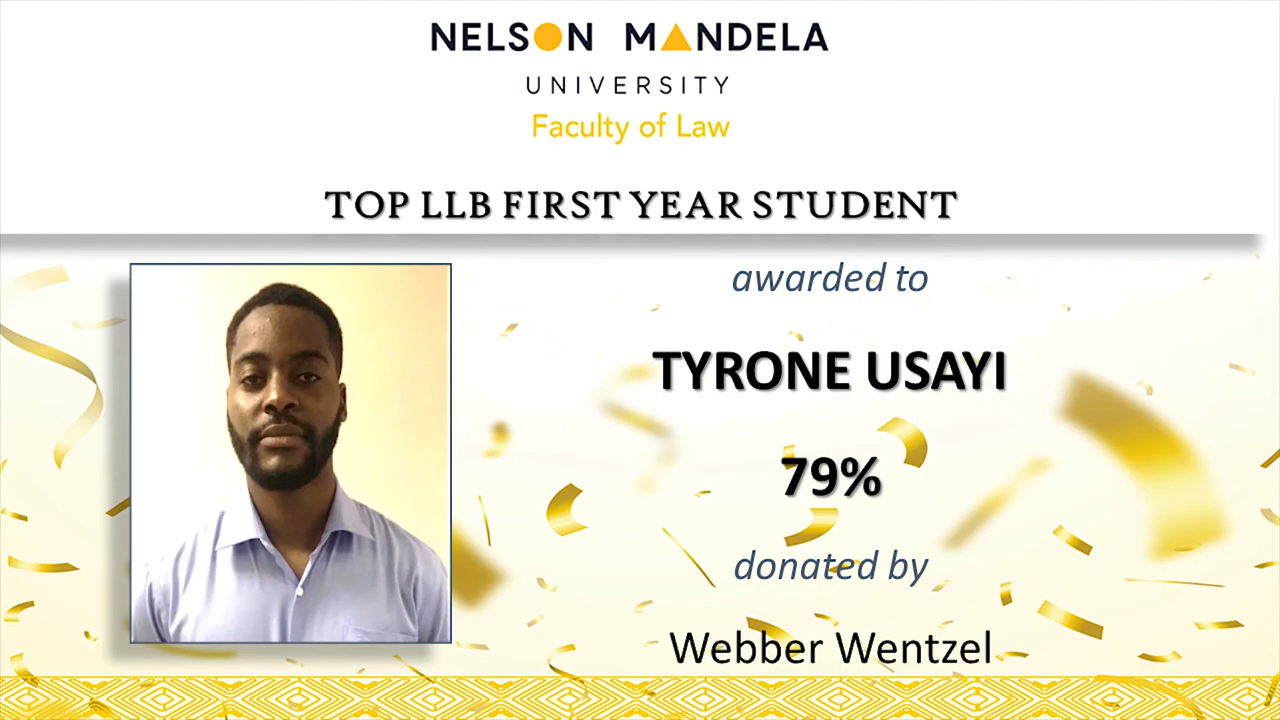 NELSON MANDELA
UNIVERSITY
Faculty of Law
TOP LLB FIRST YEAR STUDENT
awarded to
TYRONE USAYI
79%
donated by
Webber Wentzel